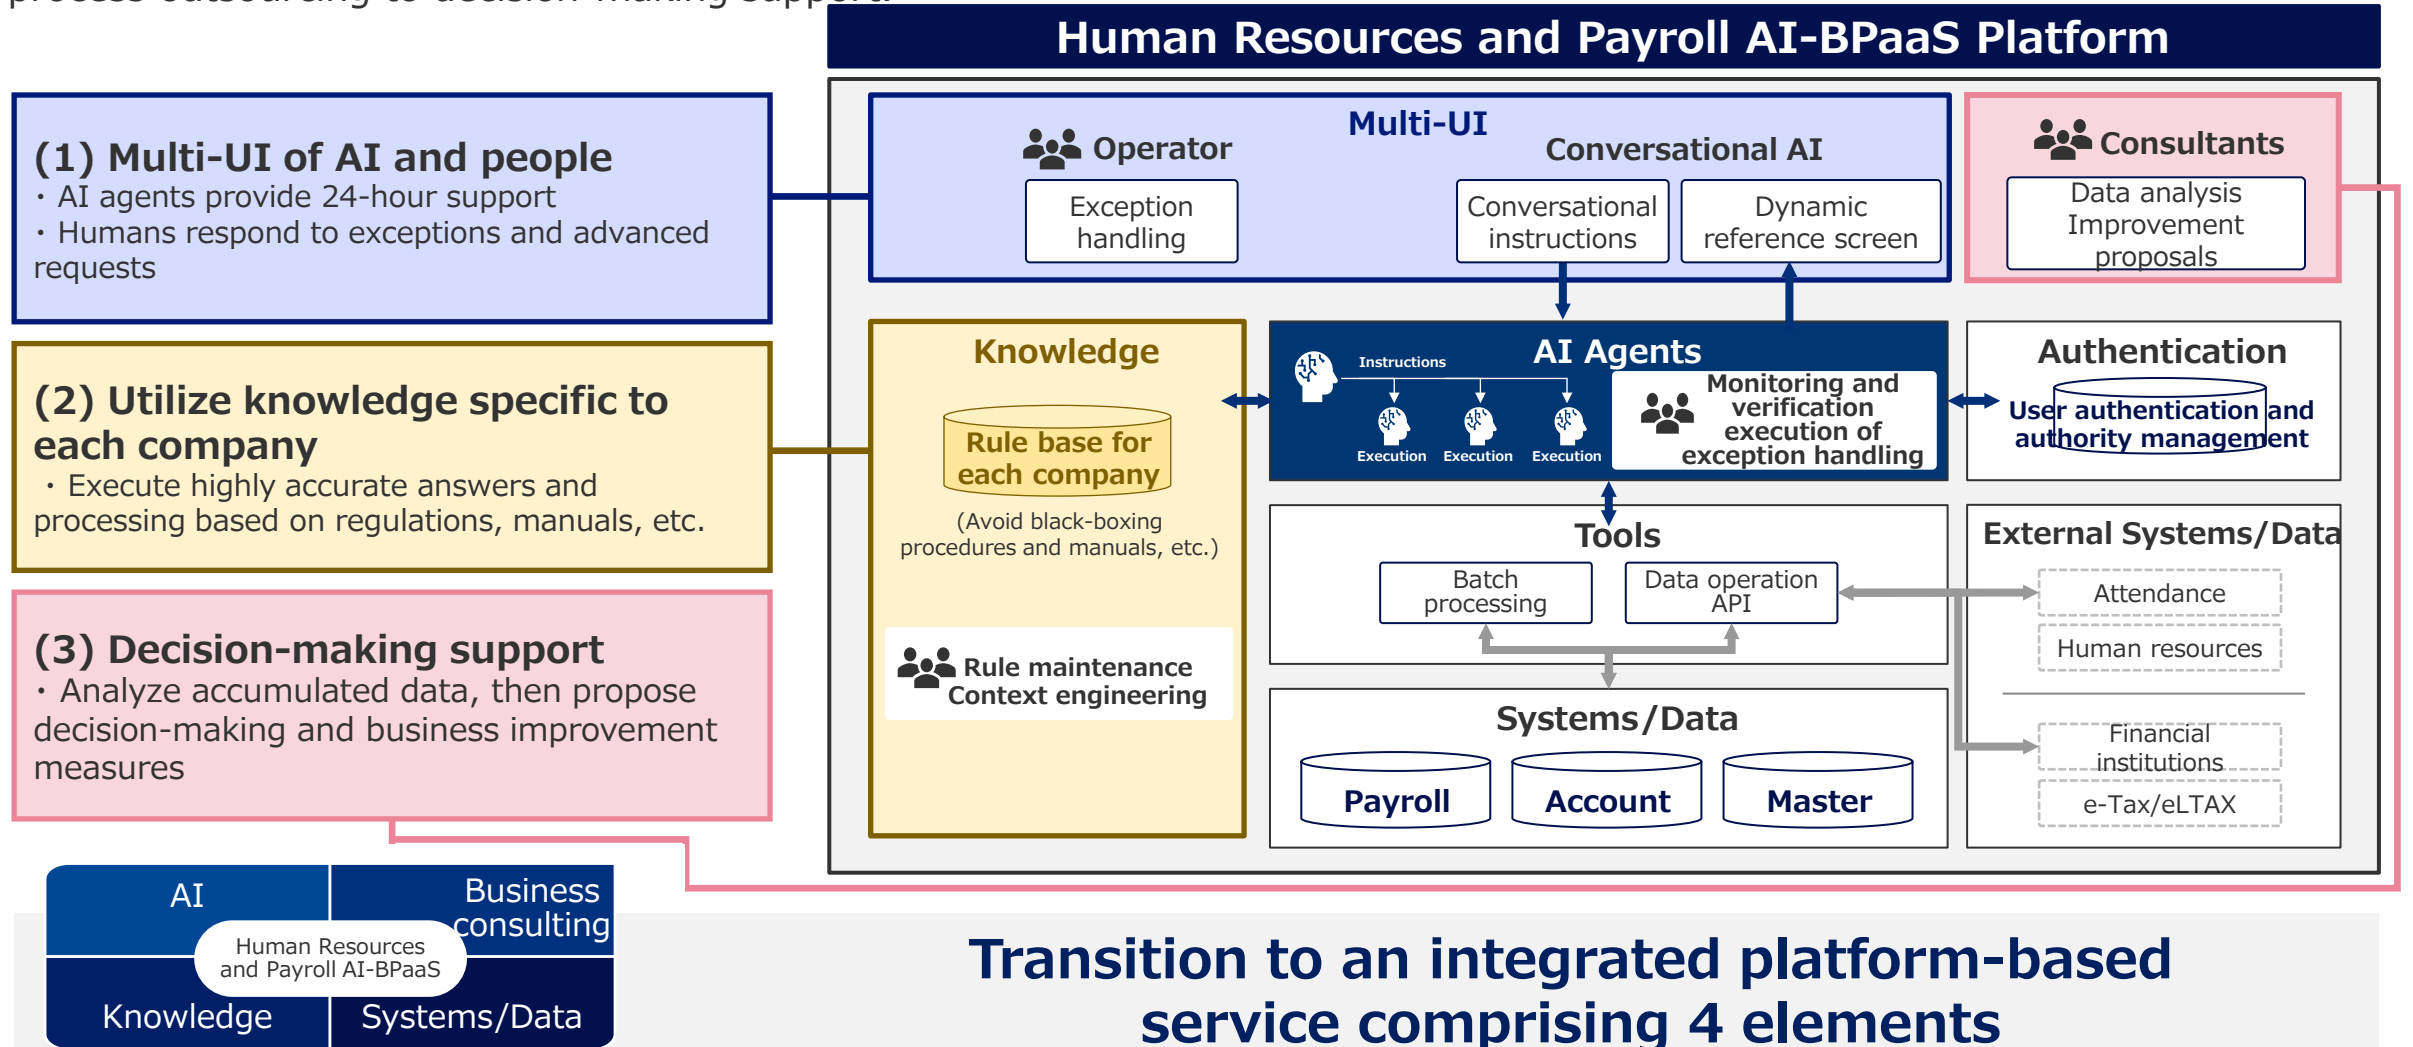 process outsourcing to decision-making support.
Human Resources and Payroll AI-BPaaS Platform
(1) Multi-UI of AI and people
・AI agents provide 24-hour support
・Humans respond to exceptions and advanced
requests
(2) Utilize knowledge specific to
each company
・Execute highly accurate answers and
processing based on regulations, manuals, etc.
(3) Decision-making support
・Analyze accumulated data, then propose
decision-making and business improvement
measures
Multi-UI
Operator
Exception
handling
Conversational AI
Conversational
instructions
Dynamic
reference screen
Consultants
Data analysis
Improvement
proposals
Knowledge
Rule base for
each company
(Avoid black-boxing
procedures and manuals, etc.)
Rule maintenance
Context engineering
AI Agents
Instructions
Execution
Execution
Execution
Monitoring and
verification
execution of
exception handling
Authentication
User authentication and
authority management
Tools
Batch
processing
Data operation
API
Systems/Data
Payroll
Account
Master
External Systems/Data
Attendance
Human resources
Financial
institutions
e-Tax/eLTAX
AI
Business
consulting
Human Resources
and Payroll AI-BPaaS
Knowledge
Systems/Data
Transition to an integrated platform-based
service comprising 4 elements